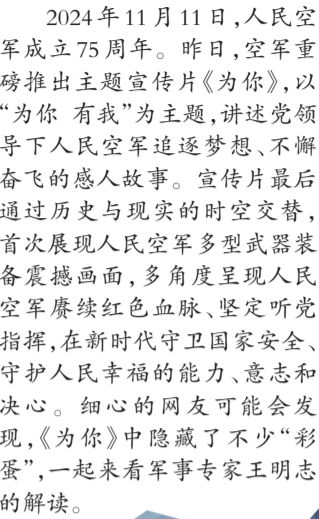 2024年11月11日，人民空
军成立75周年。昨日，空军重
磅推出主题宣传片《为你》，以
“为你 有我”为主题，讲述党领
导下人民空军追逐梦想、不懈
奋飞的感人故事。宣传片最后
通过历史与现实的时空交替，
首次展现人民空军多型武器装
备震撼画面，多角度呈现人民
空军赓续红色血脉、坚定听党
指挥，在新时代守卫国家安全、
守护人民幸福的能力、意志和
决心。细心的网友可能会发
现，《为你》中隐藏了不少“彩
蛋”，一起来看军事专家王明志
的解读。